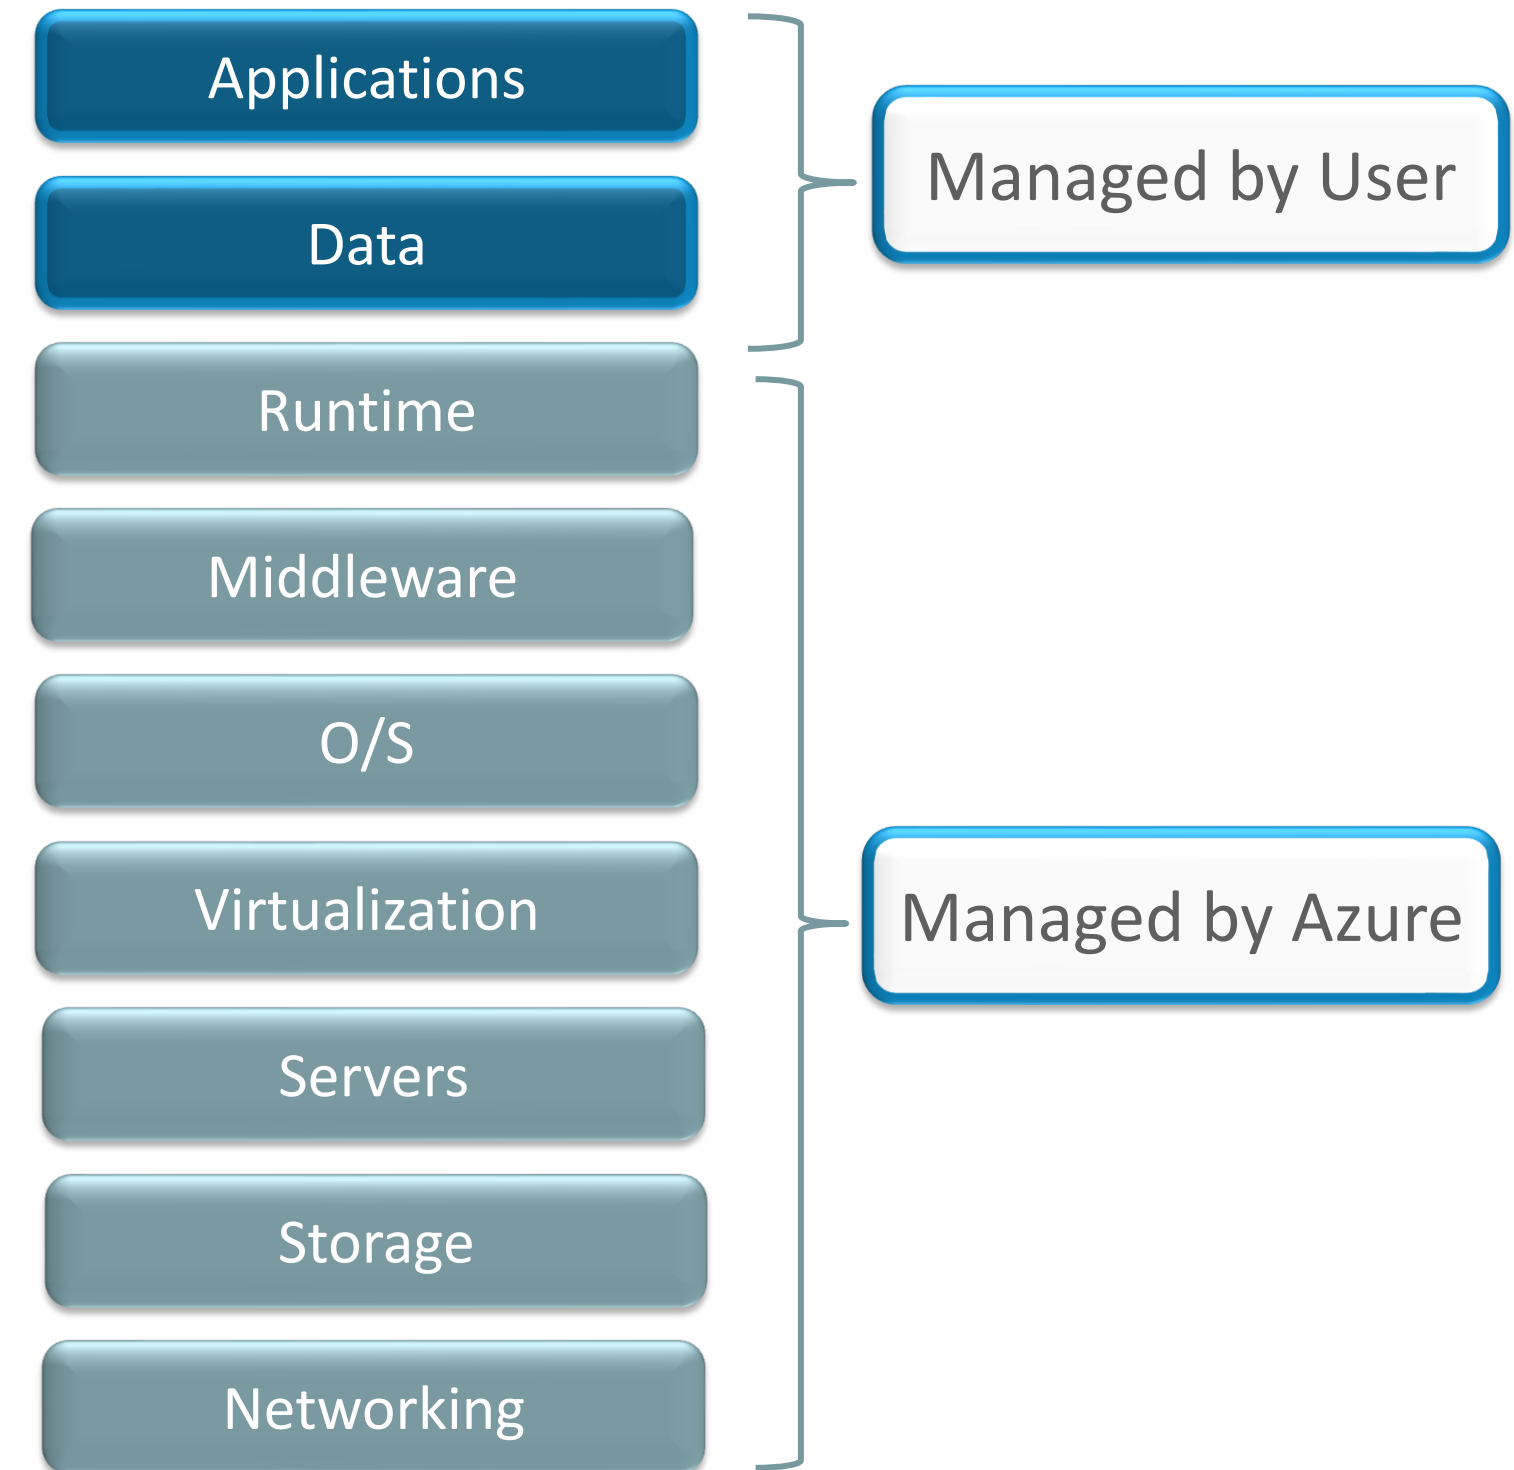 Applications
Data
Managed by User
Runtime
Middleware
O/S
Virtualization
Servers
Storage
Networking
Managed by Azure